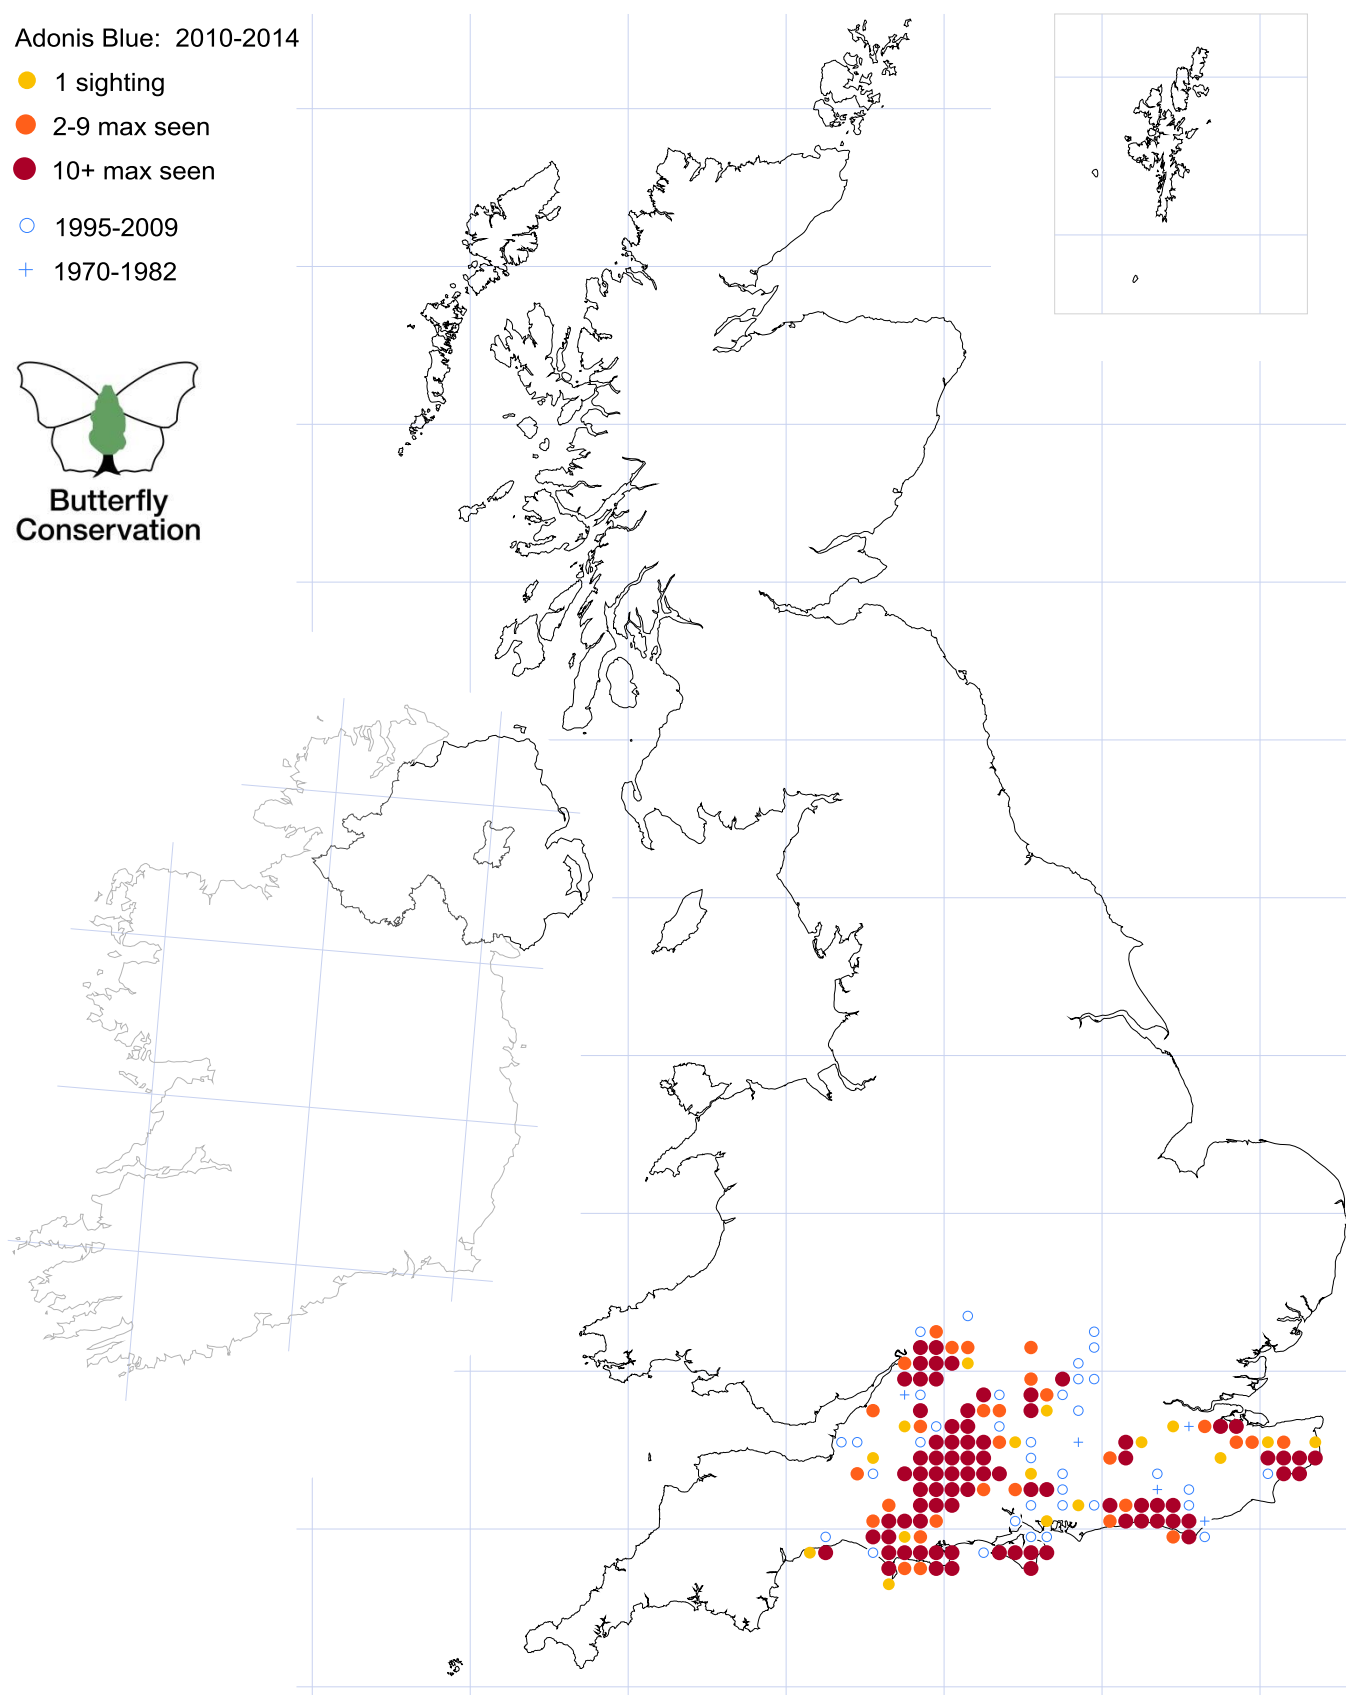 Adonis Blue: 2010-2014
1 sighting
2-9 max seen
10+ max seen
1995-2009
1970-1982
Butterfly
Conservation